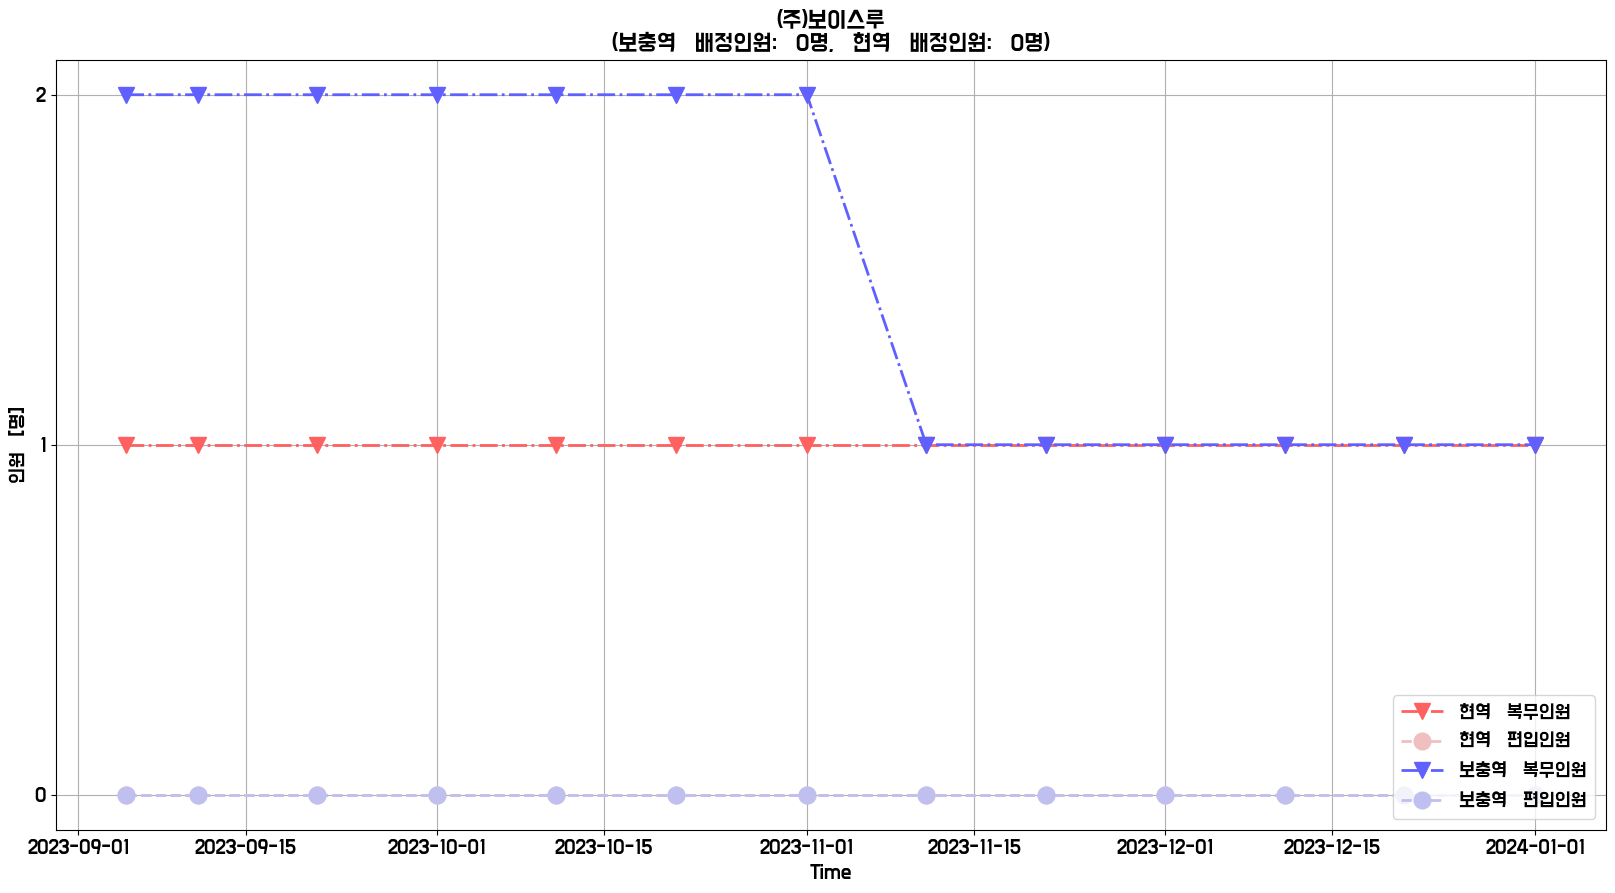 (주)보이스루
(보충역 배정인원: 0명, 현역 배정인원: 0명)
인원 [명]
2
1
0
현역 복무인원
현역 편입인원
보충역 복무인원
보충역 편입인원
2023-09-01 2023-09-15 2023-10-01 2023-10-15 2023-11-01 2023-11-15 2023-12-01 2023-12-15 2024-01-01
Time